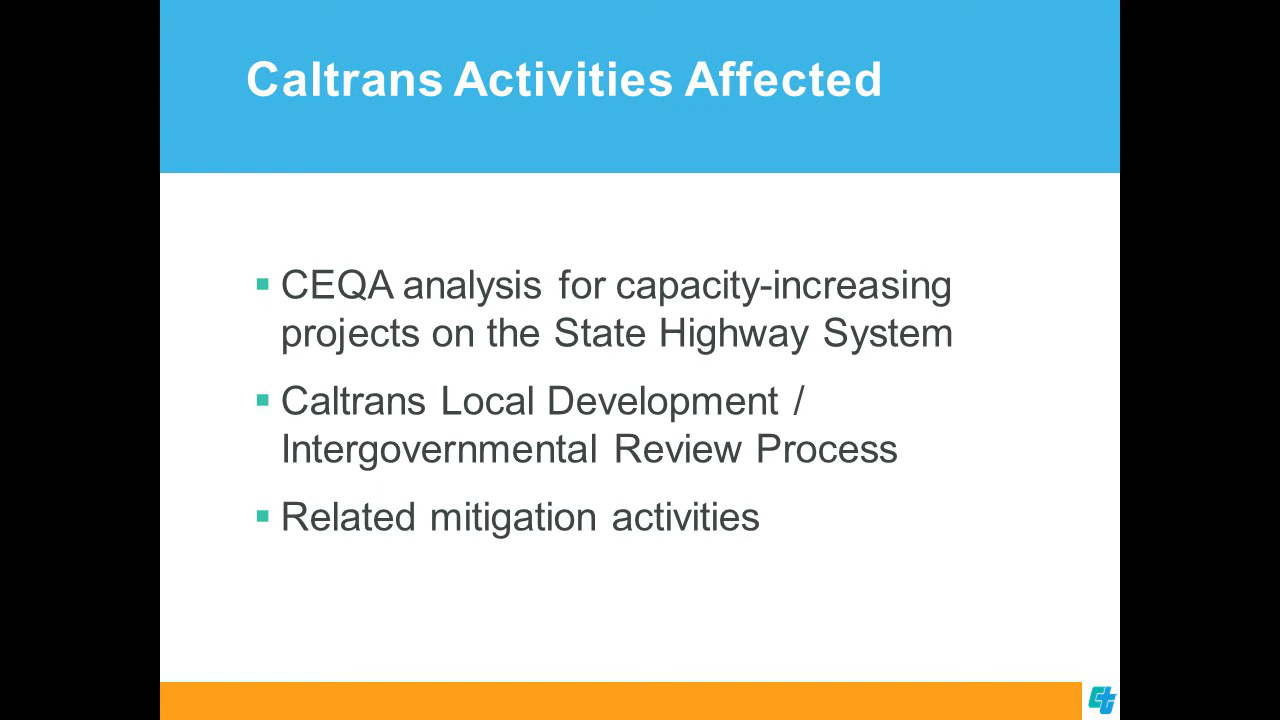 Caltrans Activities Affected
CEQA analysis for capacity-increasing
projects on the State Highway System
Caltrans Local Development /
Intergovernmental Review Process
Related mitigation activities